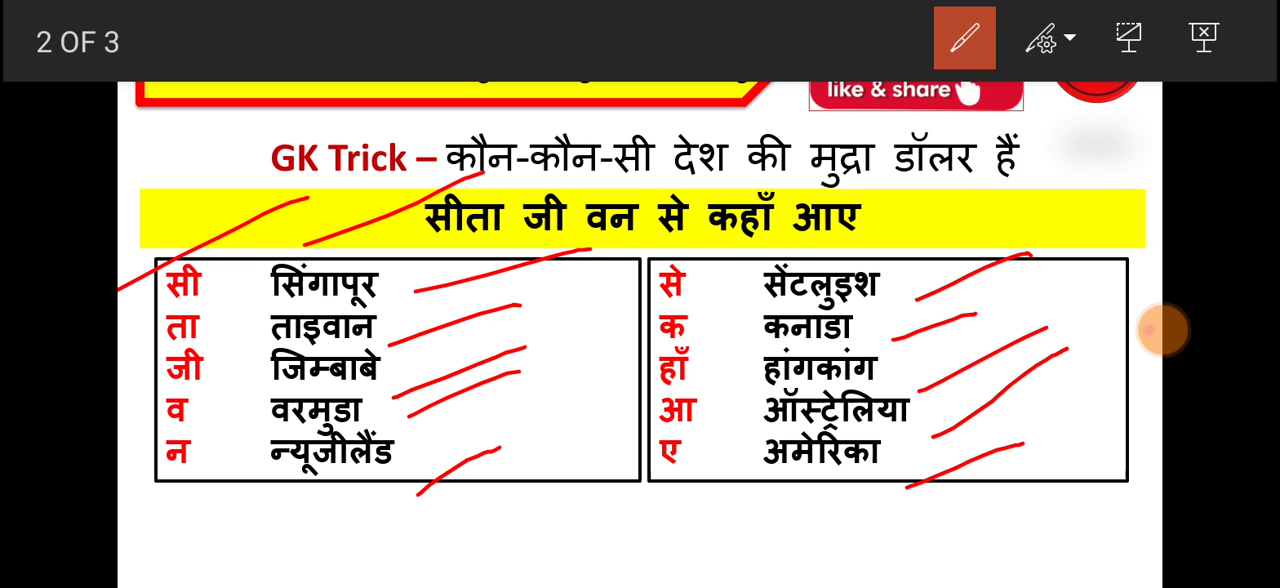 2 OF 3
like & share
GK Trick – कौन-कौन-सी देश की मुद्रा डॉलर हैं
सीता जी वन से कहाँ आए
सी सिंगापूर
ता ताइवान
जी जिम्बाबे
व वरमुडा
न न्यूजीलैंड
से सेंटलुइश
क कनाडा
हाँ हांगकांग
आ ऑस्ट्रेलिया
ए अमेरिका